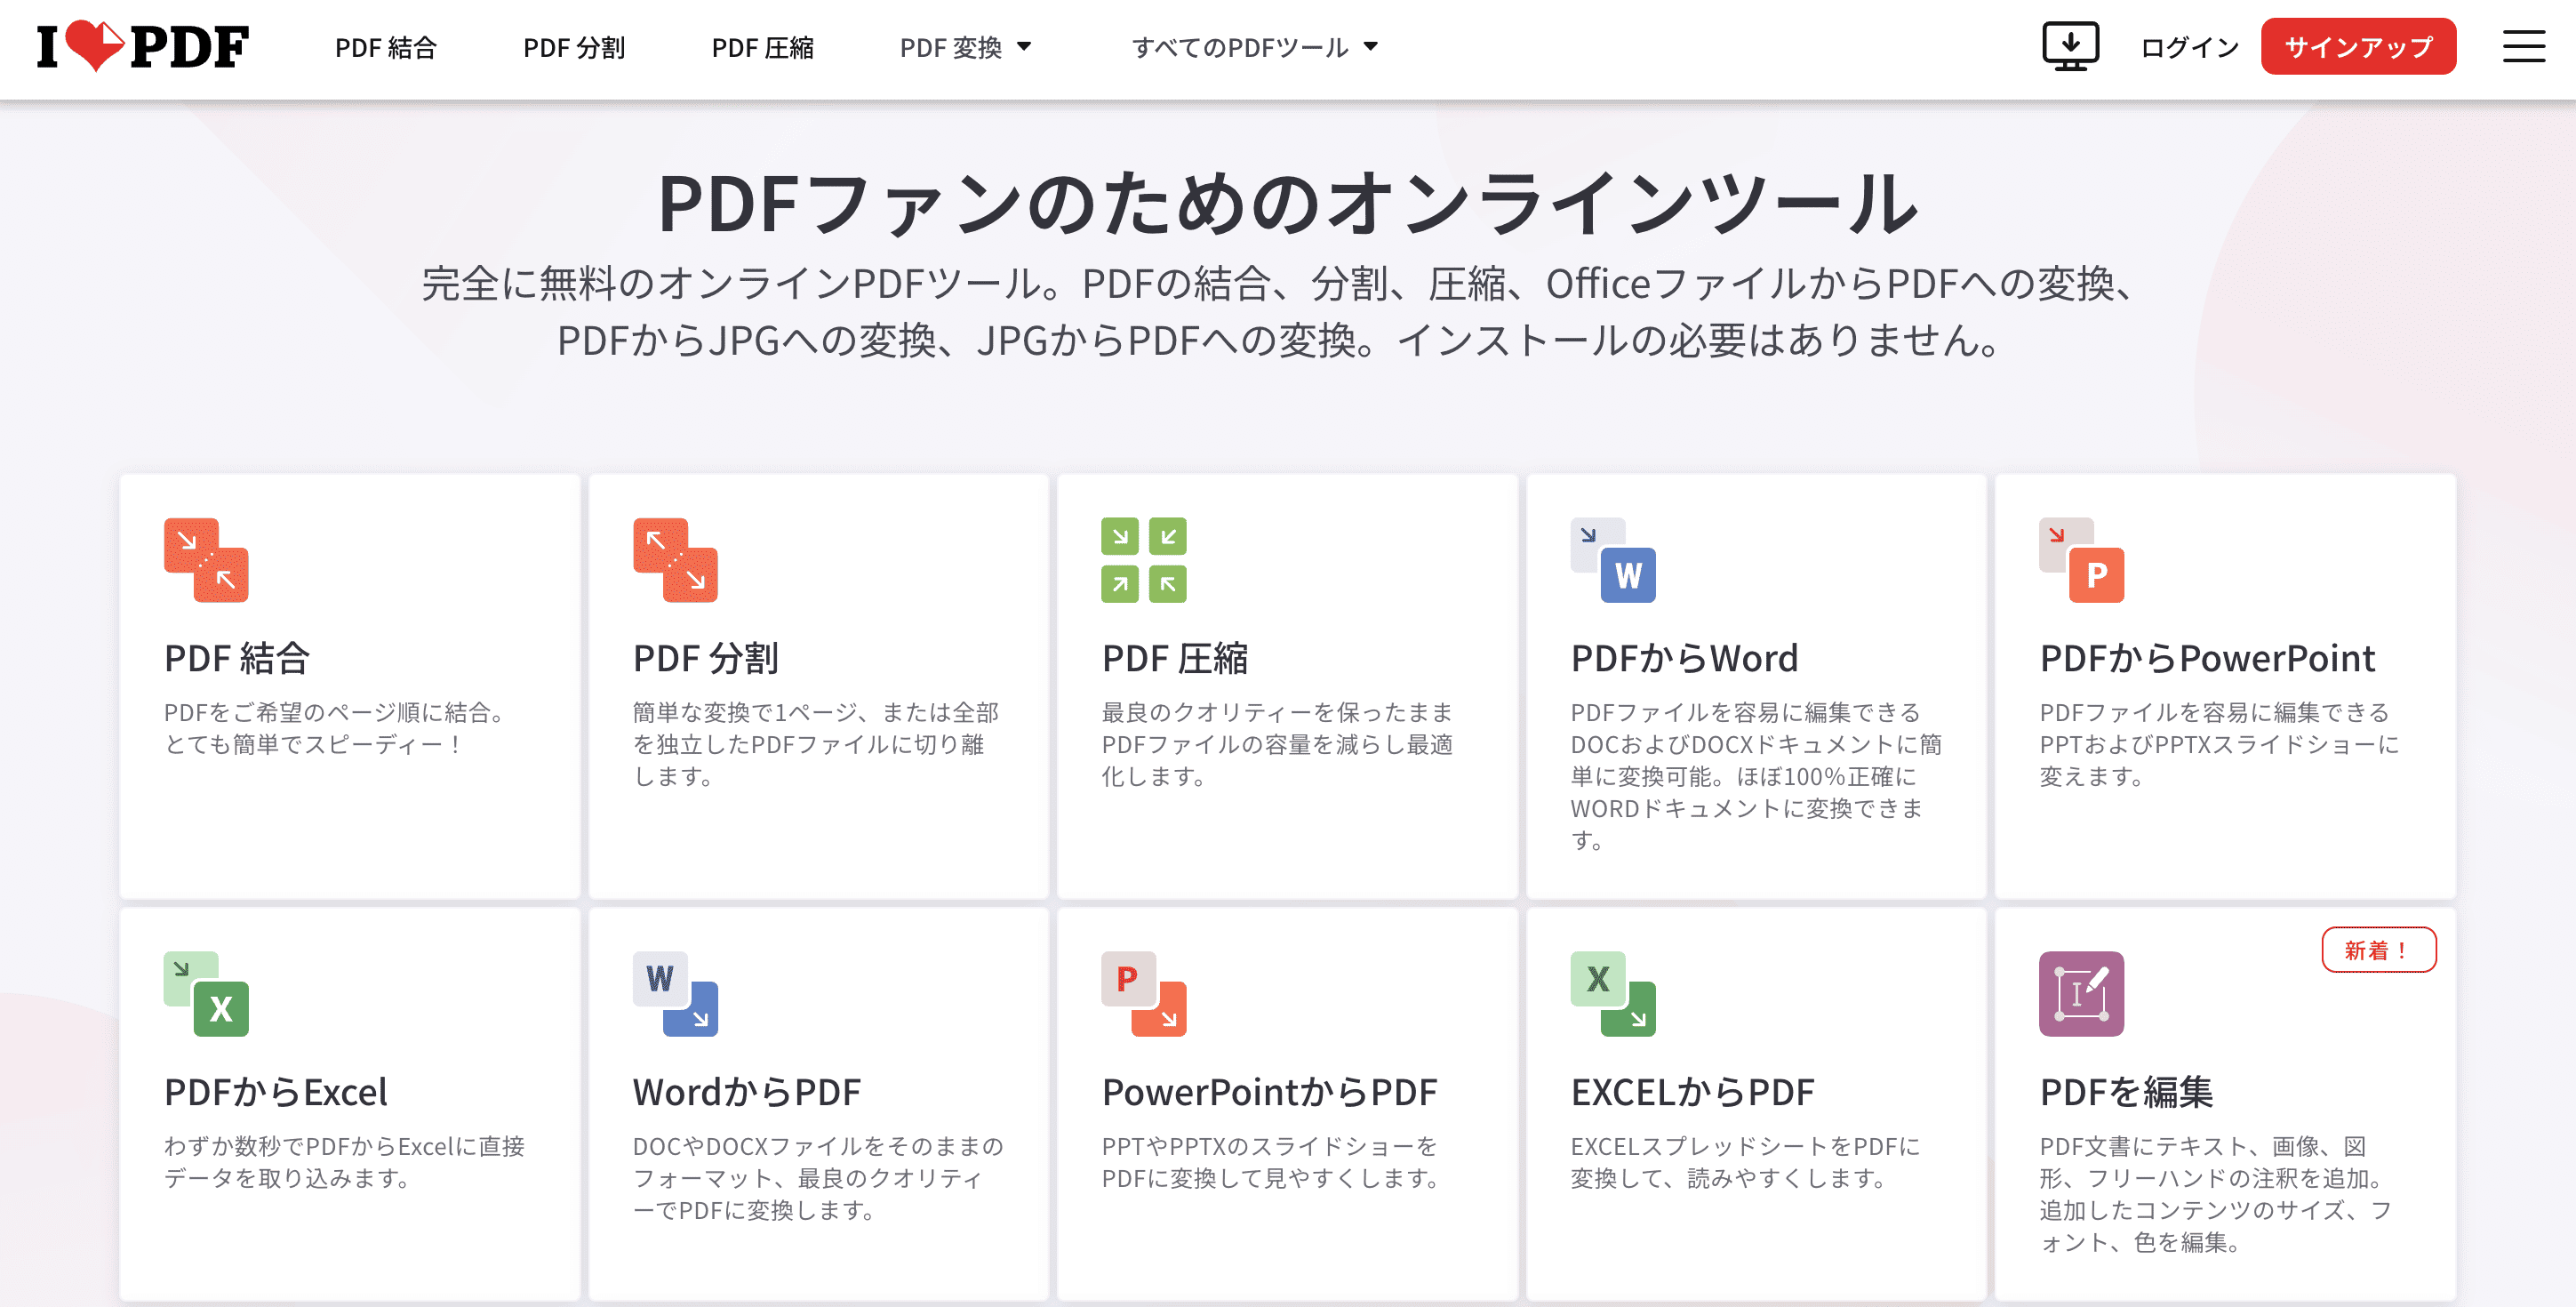 I PDF
PDF 結合
PDF 分割
PDF 圧縮
PDF 変換
すべてのPDFツール
ログイン
サインアップ
PDFファンのためのオンラインツール
完全に無料のオンラインPDFツール。PDFの結合、分割、圧縮、OfficeファイルからPDFへの変換、
PDFからJPGへの変換、JPGからPDFへの変換。インストールの必要はありません。
PDF 結合
PDFをご希望のページ順に結合。
とても簡単でスピーディー！
PDF 分割
簡単な変換で1ページ、または全部
を独立したPDFファイルに切り離
します。
PDF 圧縮
最良のクオリティーを保ったまま
PDFファイルの容量を減らし最適
化します。
W
PDFからWord
PDFファイルを容易に編集できる
DOCおよびDOCXドキュメントに簡
単に変換可能。ほぼ100%正確に
WORDドキュメントに変換できま
す。
P
PDFからPowerPoint
PDFファイルを容易に編集できる
PPTおよびPPTXスライドショーに
変えます。
X
PDFからExcel
わずか数秒でPDFからExcelに直接
データを取り込みます。
W
WordからPDF
DOCやDOCXファイルをそのままの
フォーマット、最良のクオリティ
ーでPDFに変換します。
P
PowerPointからPDF
PPTやPPTXのスライドショーを
PDFに変換して見やすくします。
X
EXCELからPDF
EXCELスプレッドシートをPDFに
変換して、読みやすくします。
新着！
PDFを編集
PDF文書にテキスト、画像、図
形、フリーハンドの注釈を追加。
追加したコンテンツのサイズ、フ
ォント、色を編集。